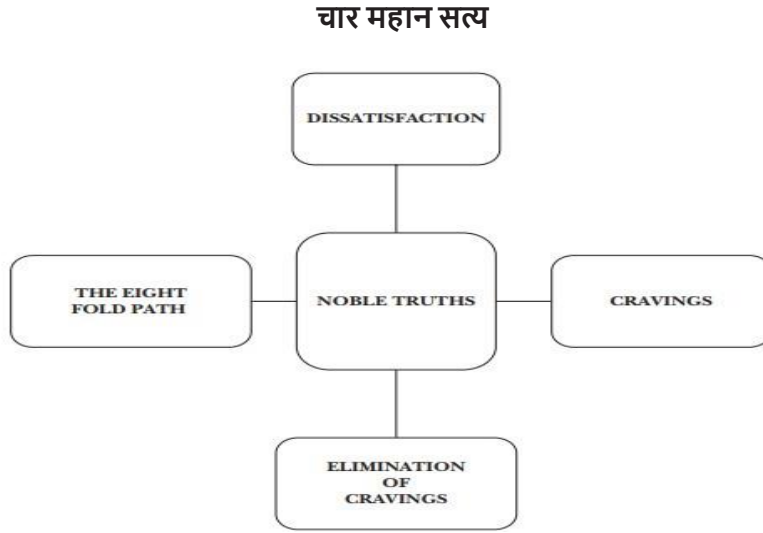 चार महान सत्य
DISSATISFACTION
THE EIGHT
FOLD PATH
NOBLE TRUTHS
CRAVINGS
ELIMINATION
OF
CRAVINGS